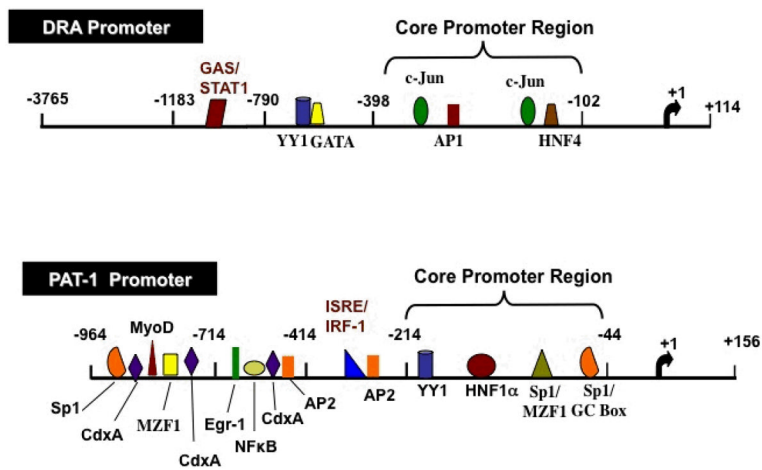 DRA Promoter
Core Promoter Region
GAS/
STAT1
c-Jun
c-Jun
-3765
-1183
-790
-398
-102
+1
+114
YY1
GATA
AP1
HNF4
PAT-1 Promoter
Core Promoter Region
ISRE/
IRF-1
-964
MyoD
-714
-414
-214
-44
+1
+156
Sp1
CdxA
MZF1
CdxA
Egr-1
NFκB
CdxA
AP2
AP2
YY1
HNF1α
Sp1/
MZF1
Sp1/
GC Box